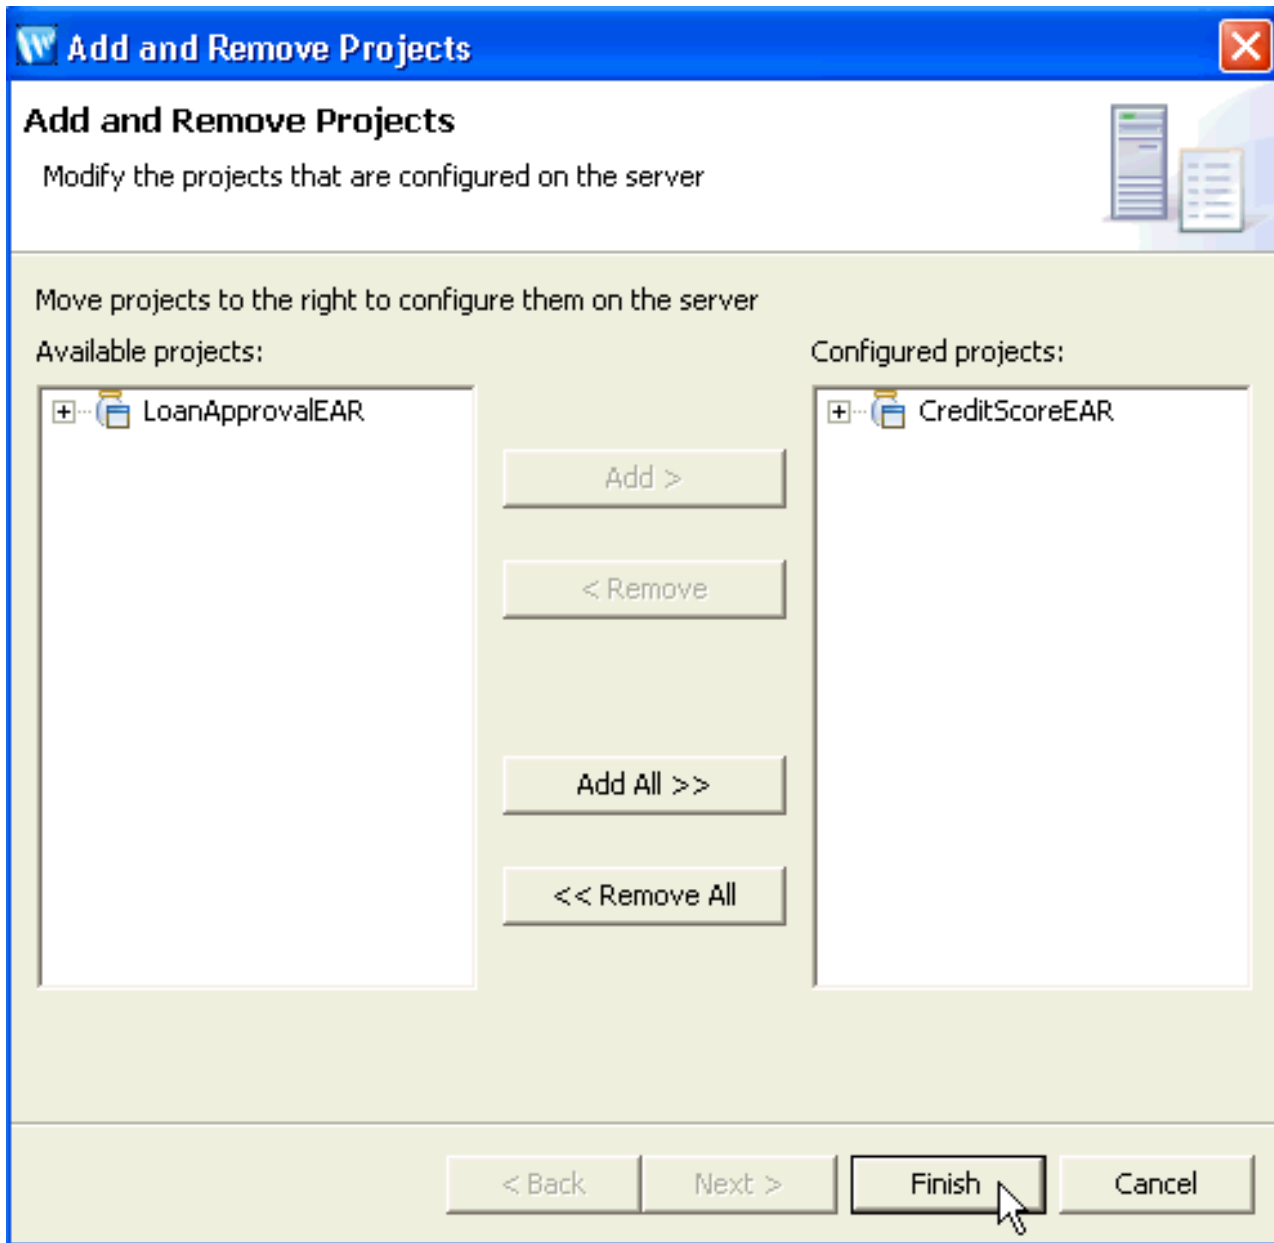 Add and Remove Projects
Add and Remove Projects
Modify the projects that are configured on the server
Move projects to the right to configure them on the server
Available projects:
Configured projects:
LoanApprovalEAR
CreditScoreEAR
Add >
< Remove
Add All >>
<< Remove All
< Back
Next >
Finish
Cancel